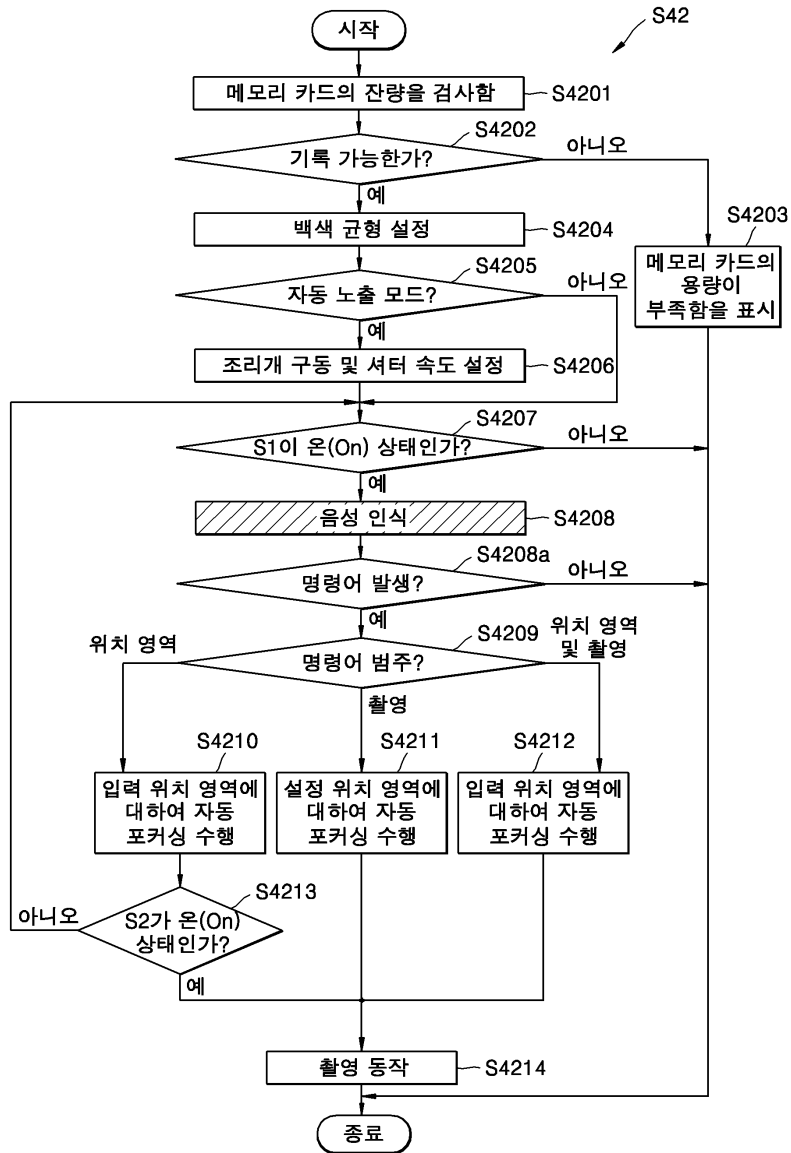 S42
시작
메모리 카드의 잔량을 검사함
S4201
S4202
기록 가능한가?
아니오
예
S4203
메모리 카드의
용량이
부족함을 표시
백색 균형 설정
S4204
S4205
자동 노출 모드?
아니오
예
조리개 구동 및 셔터 속도 설정
S4206
S4207
S1이 온(On) 상태인가?
아니오
예
음성 인식
S4208
S4208a
명령어 발생?
아니오
예
S4209
명령어 범주?
위치 영역
위치 영역
및 촬영
촬영
S4210
입력 위치 영역에
대하여 자동
포커싱 수행
S4211
설정 위치 영역에
대하여 자동
포커싱 수행
S4212
입력 위치 영역에
대하여 자동
포커싱 수행
S4213
S2가 온(On)
상태인가?
아니오
예
촬영 동작
S4214
종료